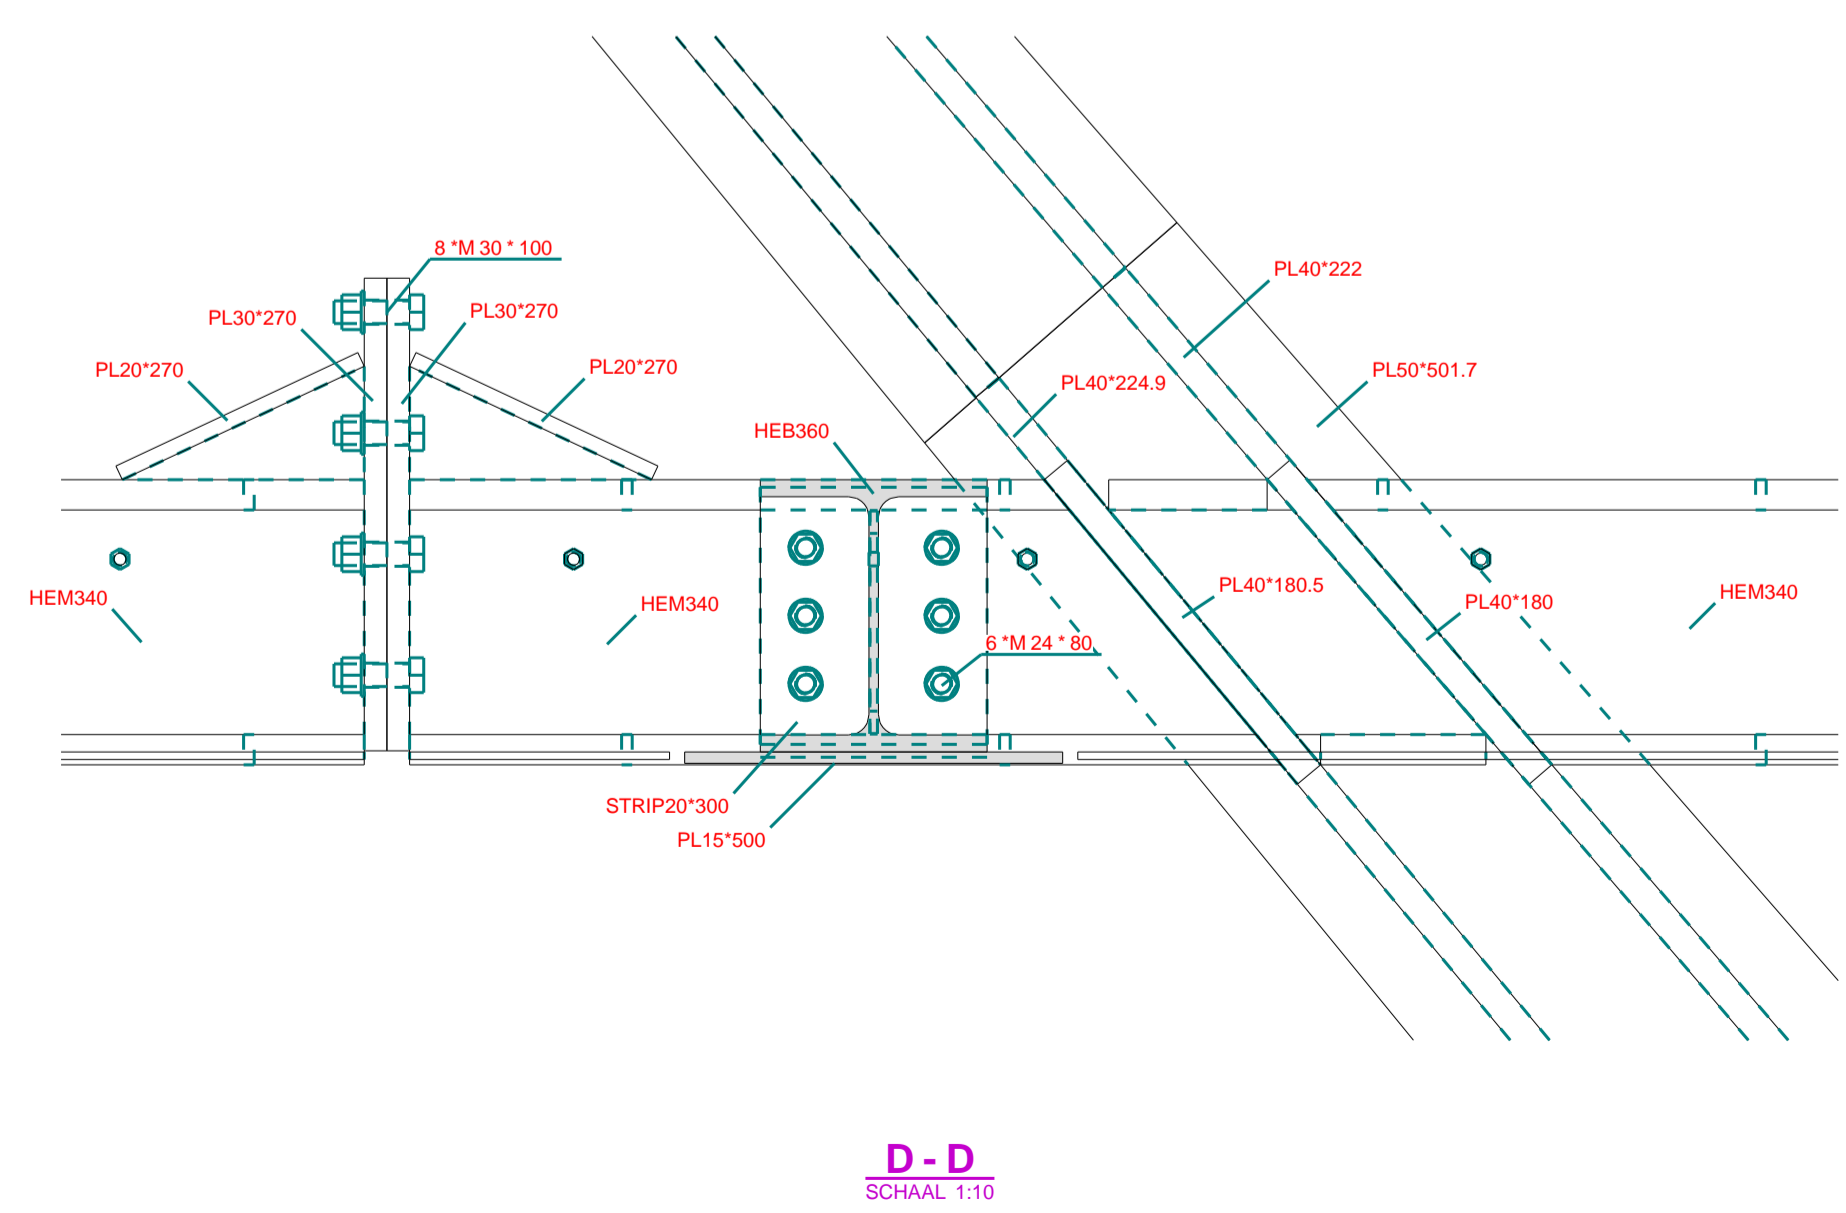 8 *M 30 * 100
PL40*222
PL30*270
PL30*270
PL20*270
PL20*270
PL50*501.7
PL40*224.9
HEB360
HEM340
HEM340
PL40*180.5
PL40*180
HEM340
6 *M 24 * 80
STRIP20*300
PL15*500
D - D
SCHAAL 1:10